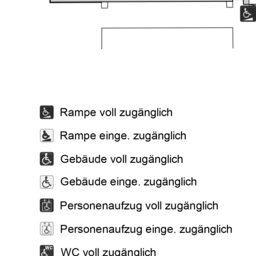 Rampe voll zugänglich
Rampe einge. zugänglich
Gebäude voll zugänglich
Gebäude einge. zugänglich
Personenaufzug voll zugänglich
Personenaufzug einge. zugänglich
WC WC voll zugänglich